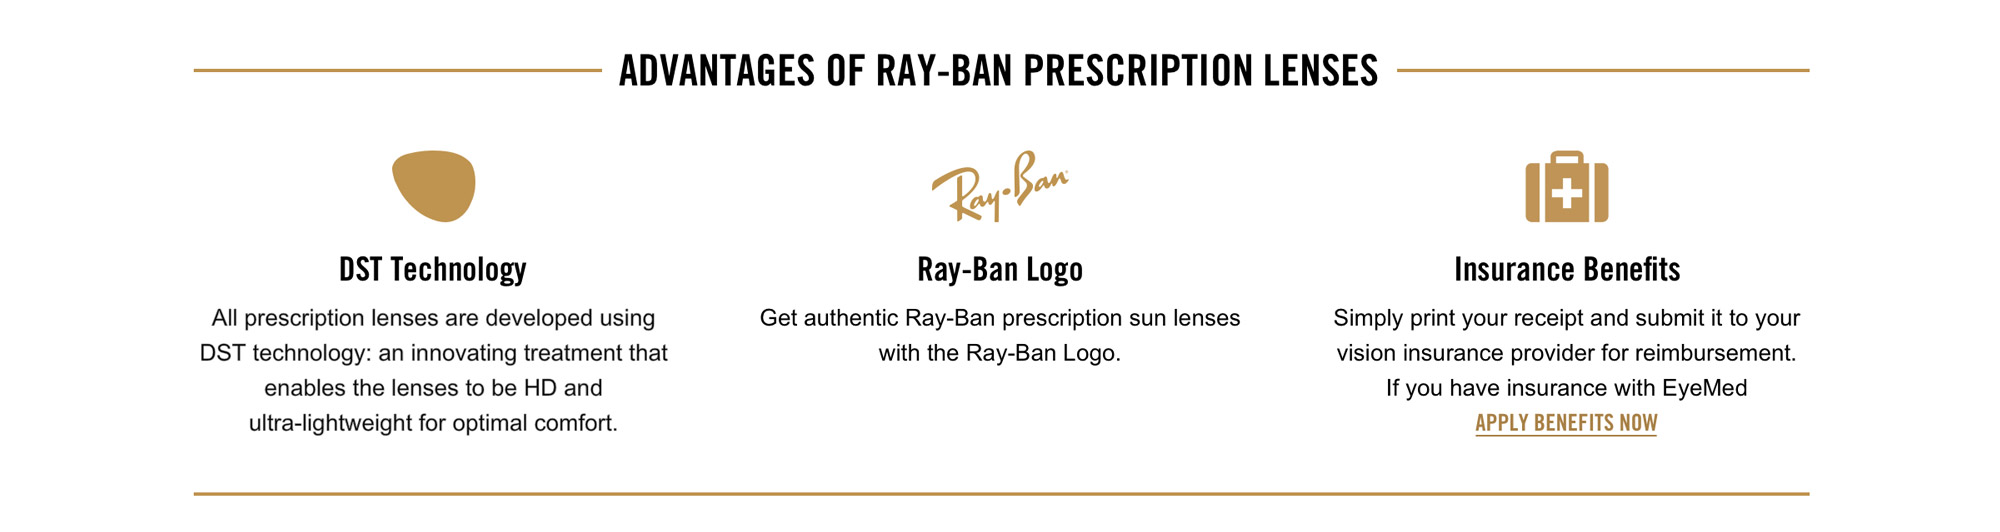 ADVANTAGES OF RAY-BAN PRESCRIPTION LENSES
Ray-Ban
DST Technology
All prescription lenses are developed using
DST technology: an innovating treatment that
enables the lenses to be HD and
ultra-lightweight for optimal comfort.
Ray-Ban Logo
Get authentic Ray-Ban prescription sun lenses
with the Ray-Ban Logo.
Insurance Benefits
Simply print your receipt and submit it to your
vision insurance provider for reimbursement.
If you have insurance with EyeMed
APPLY BENEFITS NOW